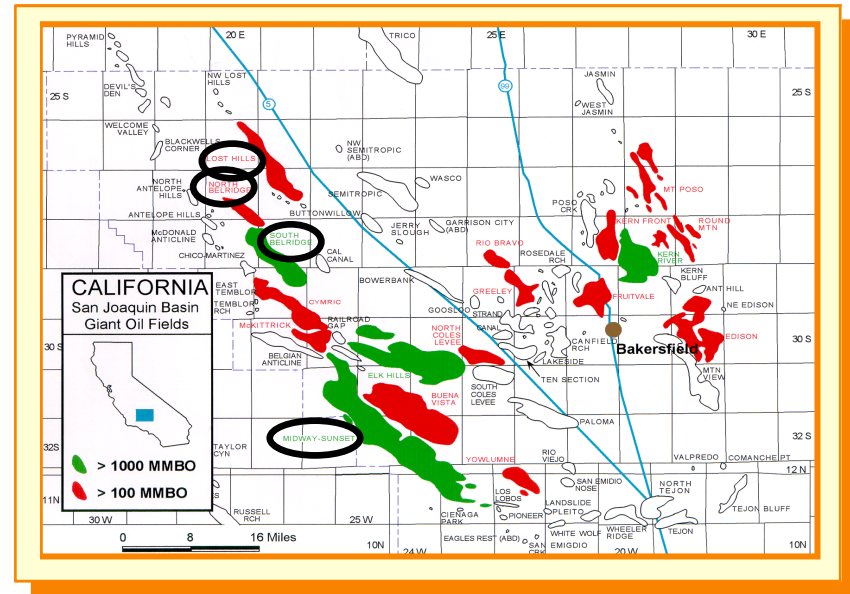 20 E
25 E
30 E
PYRAMID
HILLS
TRICO
NW LOST
HILLS
DEVIL'S
DEN
JASMIN
25 S
25 S
5
99
WEST
JASMIN
WELCOME
VALLEY
BLACKWELLS
CORNER
LOST HILLS
NW
SEMITROPIC
(ABD)
WASCO
NORTH
ANTELOPE
HILLS
NORTH
BELRIDGE
SEMITROPIC
MT POSO
POSO
CRK
ANTELOPE HILLS
BUTTONWILLOW
JERRY
SLOUGH
GARRISON CITY
(ABD)
KERN FRONT
ROUND
MTN
McDONALD
ANTICLINE
SOUTH
BELRIDGE
RIO BRAVO
ROSEDALE
RCH
KERN
RIVER
CHICO-MARTINEZ
CAL
CANAL
KERN
BLUFF
BOWERBANK
EAST
TEMBLOR
TEMBLOR
RCH
CYMRIC
GREELEY
FRUITVALE
ANT HILL
NE EDISON
GOOSLOO
STRAND
CANAL
McKITTRICK
RAILROAD
GAP
NORTH
COLES
LEVEE
CANFIELD
RCH
Bakersfield
EDISON
30 S
30 S
BELGIAN
ANTICLINE
LAKESIDE
TEN SECTION
MTN
VIEW
ELK HILLS
SOUTH
COLES
LEVEE
BUENA
VISTA
PALOMA
MIDWAY-SUNSET
32S
32 S
TAYLOR
CYN
YOWLUMNE
RIO
VIEJO
VALPREDO
COMANCHE PT
12 N
SAN EMIDIO
NOSE
NORTH
TEJON
LOS
LOBOS
LANDSLIDE
PLEITO
TEJON BLUFF
11N
S
RUSSELL
RCH
CIENAGA
PARK
PIONEER
WHITE WOLF
WHEELER
RIDGE
TEJON
30 W
25 W
EAGLES REST (ABD)
SAN
EMIGDIO
CRK
10N
24 W
20 W
10N
CALIFORNIA
San Joaquin Basin
Giant Oil Fields
> 1000 MMBO
> 100 MMBO
0 8 16 Miles